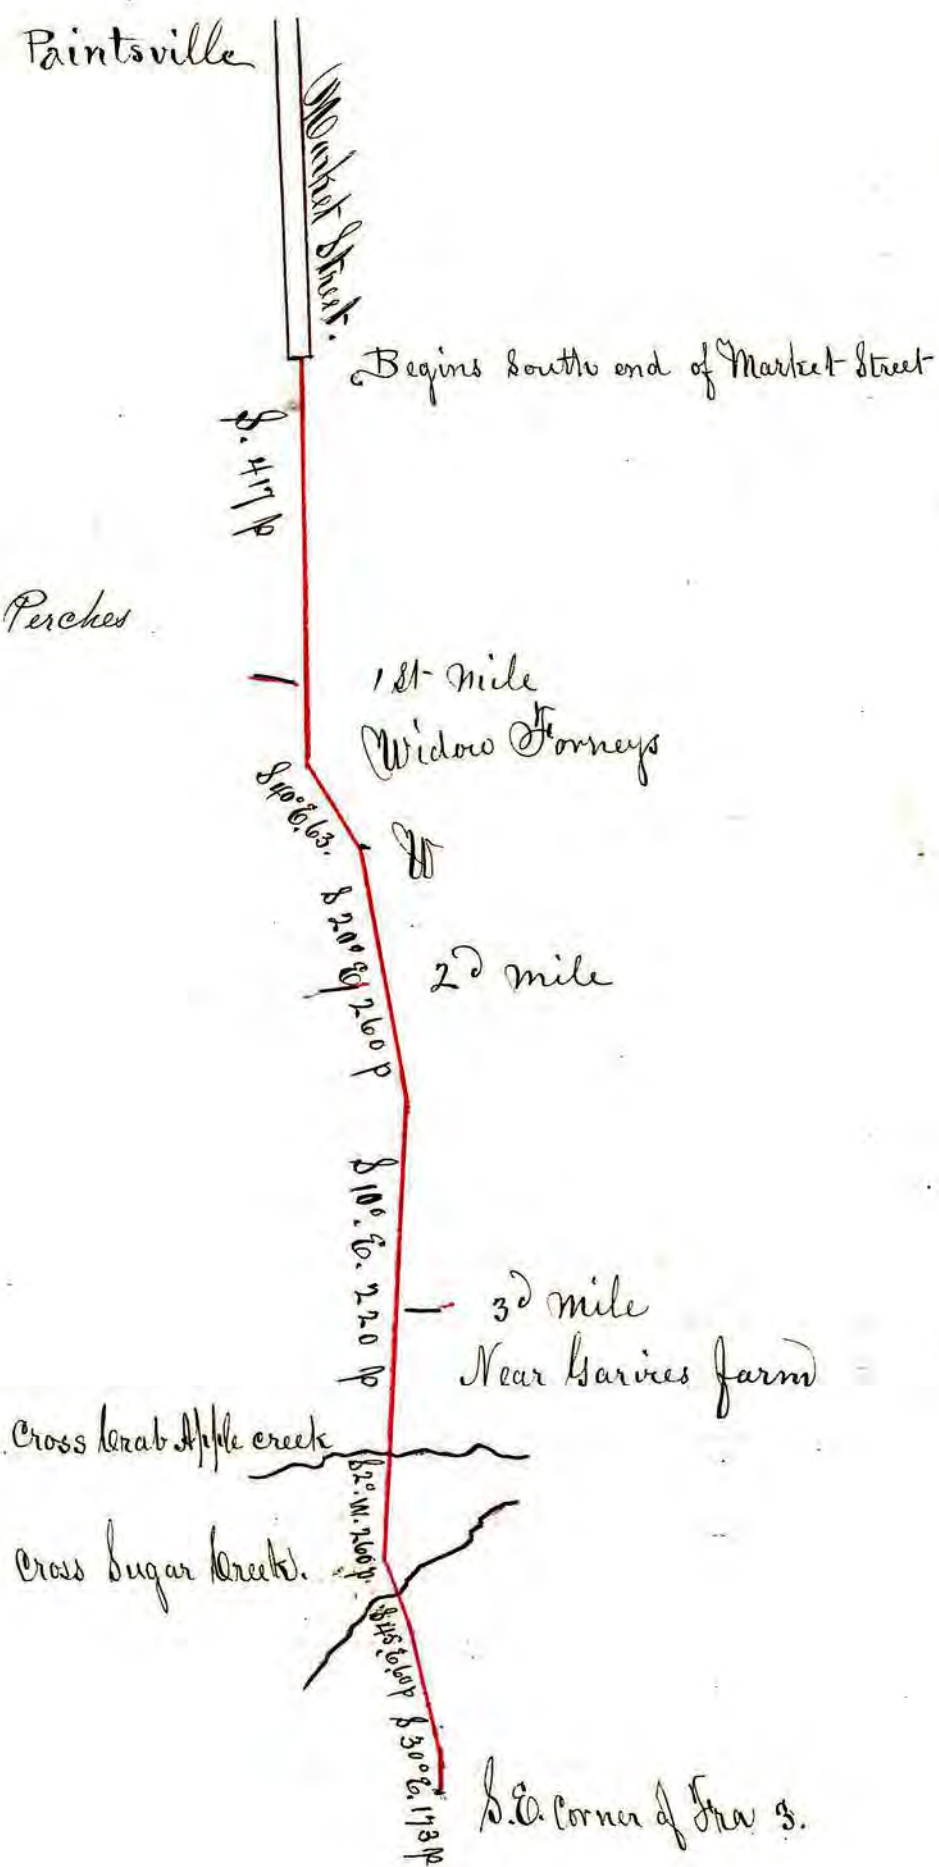 Paintsville
Market Street.
Begins South end of Market Street
S. 417 p
Perches
1st mile
Widow Forneys
S 40° E. 63.
W
S 20° E, 260 p
2d mile
S 10°. E. 220 p
3d mile
Near Garvies farm
Cross Crab Apple creek
S 2°. W. 260 p.
Cross Sugar Creek.
S 45 E. 60 p
S 30° E. 173 p
S. E. corner of Fra 3.